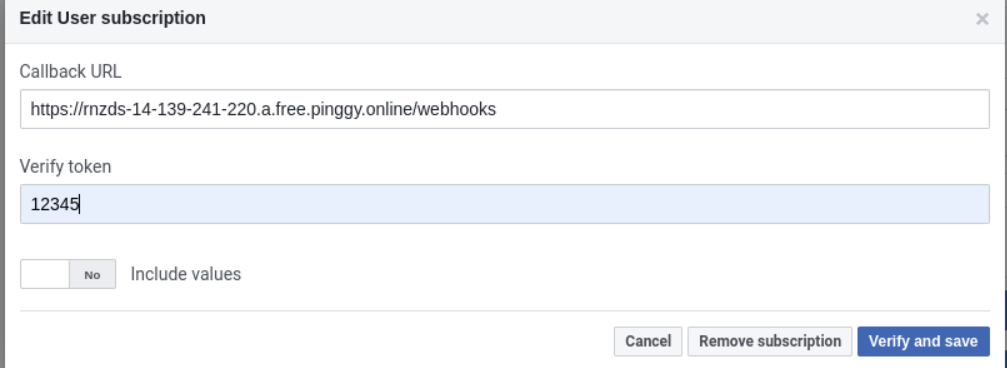 Edit User subscription ×
Callback URL
https://rnzds-14-139-241-220.a.free.pinggy.online/webhooks
Verify token
12345
No Include values
Cancel Remove subscription Verify and save